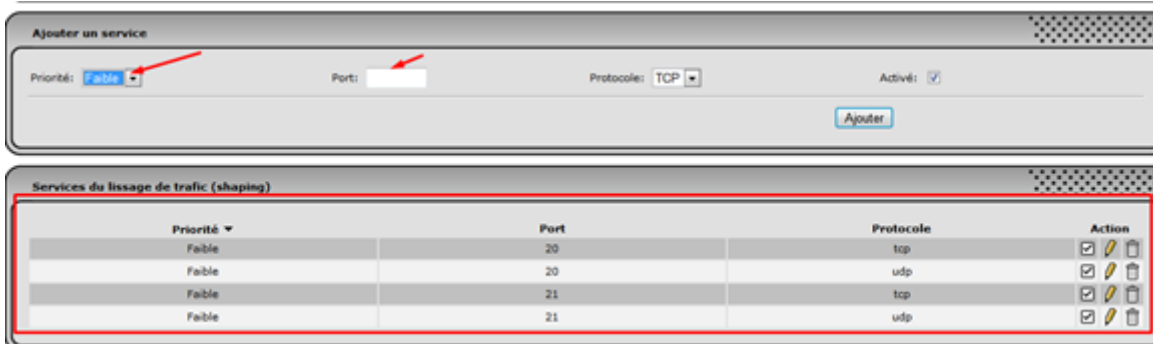 Ajouter un service
Priorité: Faible Port: Protocole: TCP Activé:
Ajouter
Services du lissage de trafic (shaping)
Priorité Port Protocole Action
Faible 20 tcp
Faible 20 udp
Faible 21 tcp
Faible 21 udp